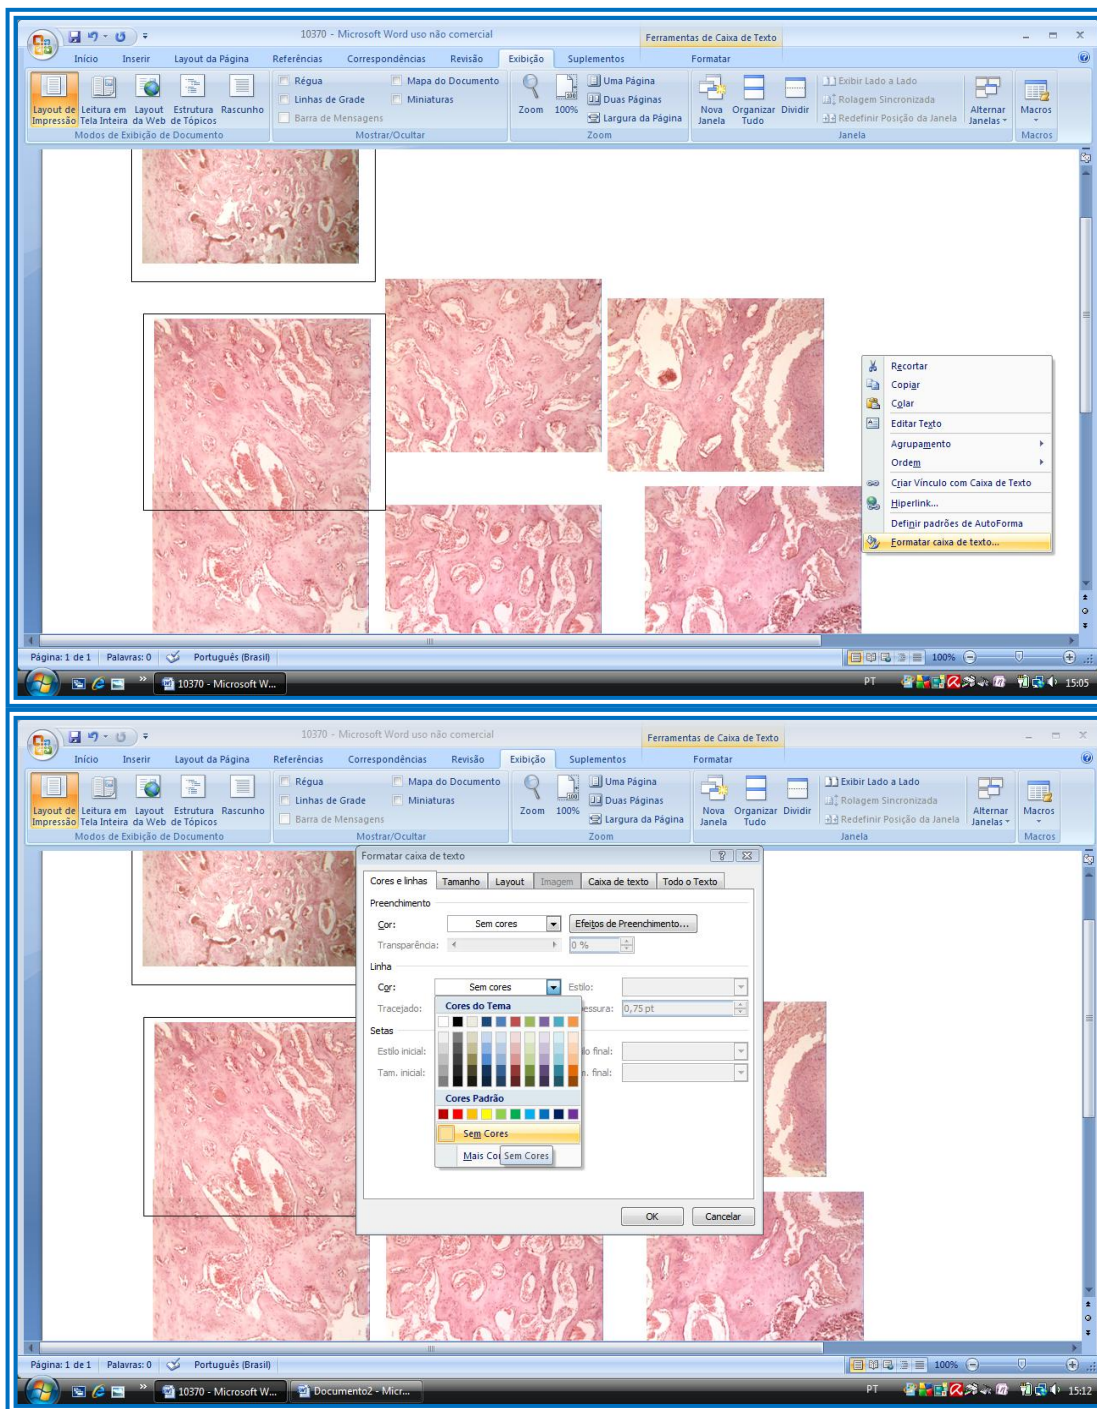 10370 - Microsoft Word uso não comercial
Ferramentas de Caixa de Texto
Início Inserir Layout da Página Referências Correspondências Revisão Exibição Suplementos Formatar
Layout de Impressão
Leitura em Tela Inteira
Layout da Web
Estrutura de Tópicos
Rascunho
Modos de Exibição de Documento
Régua
Linhas de Grade
Barra de Mensagens
Mapa do Documento
Miniaturas
Mostrar/Ocultar
Zoom
100%
Uma Página
Duas Páginas
Largura da Página
Zoom
Nova Janela
Organizar Tudo
Dividir
Exibir Lado a Lado
Rolagem Sincronizada
Redefinir Posição da Janela
Alternar Janelas
Janela
Macros
Macros
Recortar
Copiar
Colar
Editar Texto
Agrupamento
Ordem
Criar Vínculo com Caixa de Texto
Hiperlink...
Definir padrões de AutoForma
Formatar caixa de texto...
Página: 1 de 1 Palavras: 0 Português (Brasil) 100%
10370 - Microsoft W... PT 15:05
10370 - Microsoft Word uso não comercial
Ferramentas de Caixa de Texto
Início Inserir Layout da Página Referências Correspondências Revisão Exibição Suplementos Formatar
Layout de Impressão
Leitura em Tela Inteira
Layout da Web
Estrutura de Tópicos
Rascunho
Modos de Exibição de Documento
Régua
Linhas de Grade
Barra de Mensagens
Mapa do Documento
Miniaturas
Mostrar/Ocultar
Zoom
100%
Uma Página
Duas Páginas
Largura da Página
Zoom
Nova Janela
Organizar Tudo
Dividir
Exibir Lado a Lado
Rolagem Sincronizada
Redefinir Posição da Janela
Alternar Janelas
Janela
Macros
Macros
Formatar caixa de texto
Cores e linhas Tamanho Layout Imagem Caixa de texto Todo o Texto
Preenchimento
Cor: Sem cores Efeitos de Preenchimento...
Transparência: 0 %
Linha
Cor: Sem cores Estilo:
Tracejado: essura: 0,75 pt
Cores do Tema
Setas
Estilo inicial: lo final:
Tam. inicial: final:
Cores Padrão
Sem Cores
Mais Co Sem Cores
OK Cancelar
Página: 1 de 1 Palavras: 0 Português (Brasil) 100%
10370 - Microsoft W... Documento2 - Micr... PT 15:12